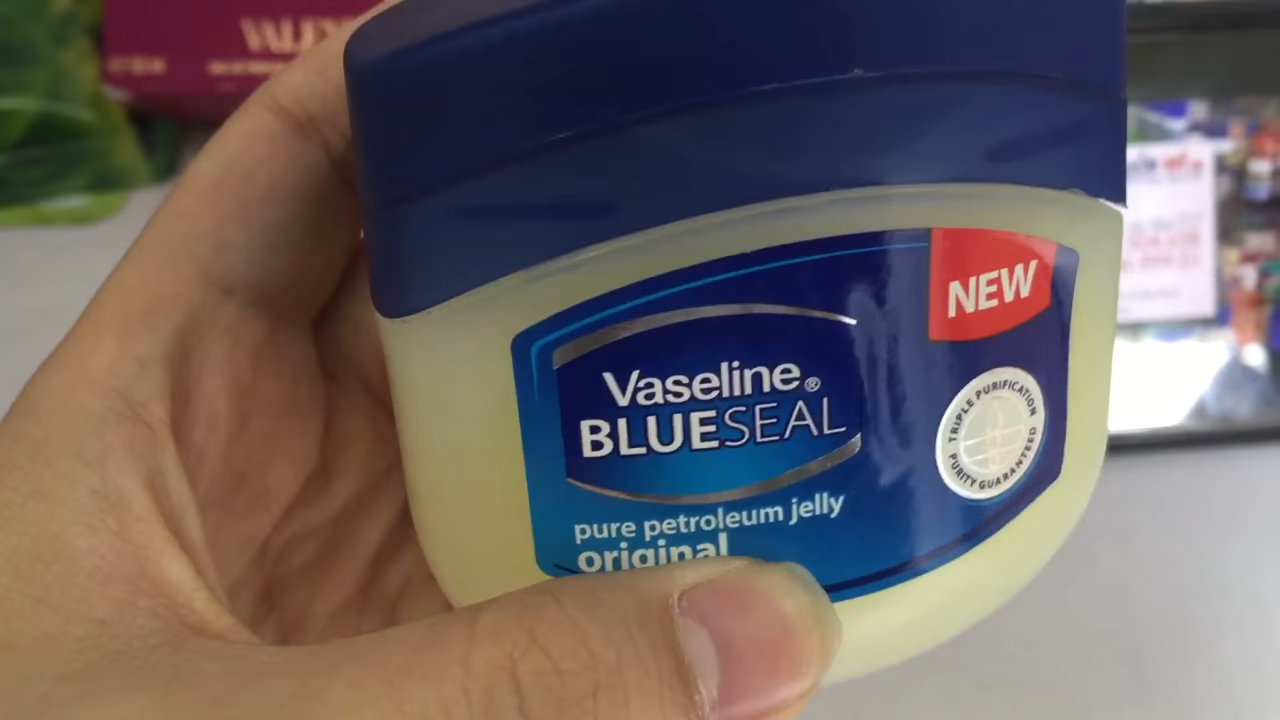 Vaseline®
BLUESEAL
pure petroleum jelly
original
NEW
TRIPLE PURIFICATION
PURITY GUARANTEED